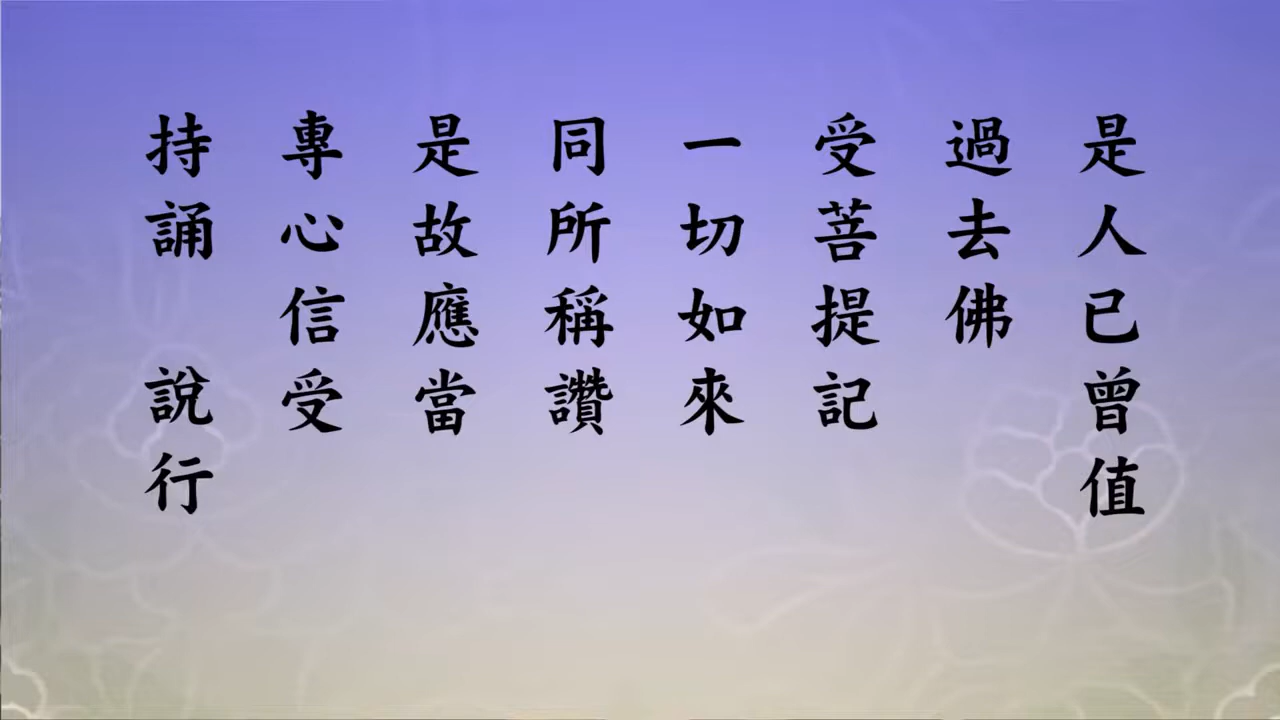 是人已曾值
過去佛
受菩提記
一切如來
同所稱讚
是故應當
專心信受
持誦 說行